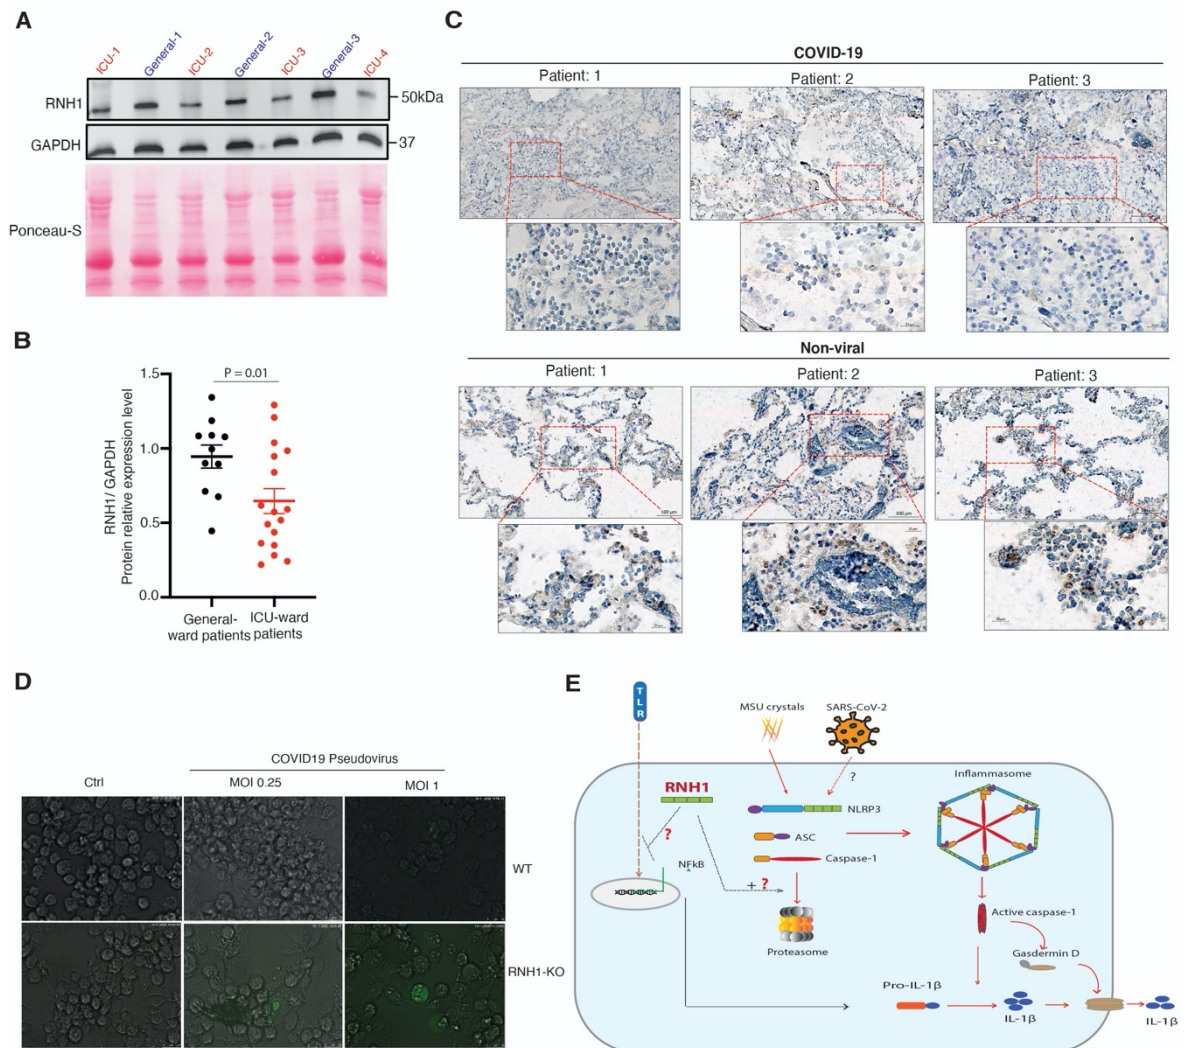 A
ICU-1
General-1
ICU-2
General-2
ICU-3
General-3
ICU-4
RNH1
50kDa
GAPDH
37
Ponceau-S
B
P = 0.01
1.5
1.0
0.5
0.0
RNH1/ GAPDH
Protein relative expression level
General-
ward patients
ICU-ward
patients
C
COVID-19
Patient: 1
Patient: 2
Patient: 3
Non-viral
Patient: 1
Patient: 2
Patient: 3
100 μm
D
COVID19 Pseudovirus
Ctrl
MOI 0.25
MOI 1
WT
RNH1-KO
E
TLR
MSU crystals
SARS-CoV-2
?
RNH1
?
NLRP3
ASC
Caspase-1
NFkB
+ ?
Proteasome
Inflammasome
Active caspase-1
Gasdermin D
Pro-IL-1β
IL-1β
IL-1β